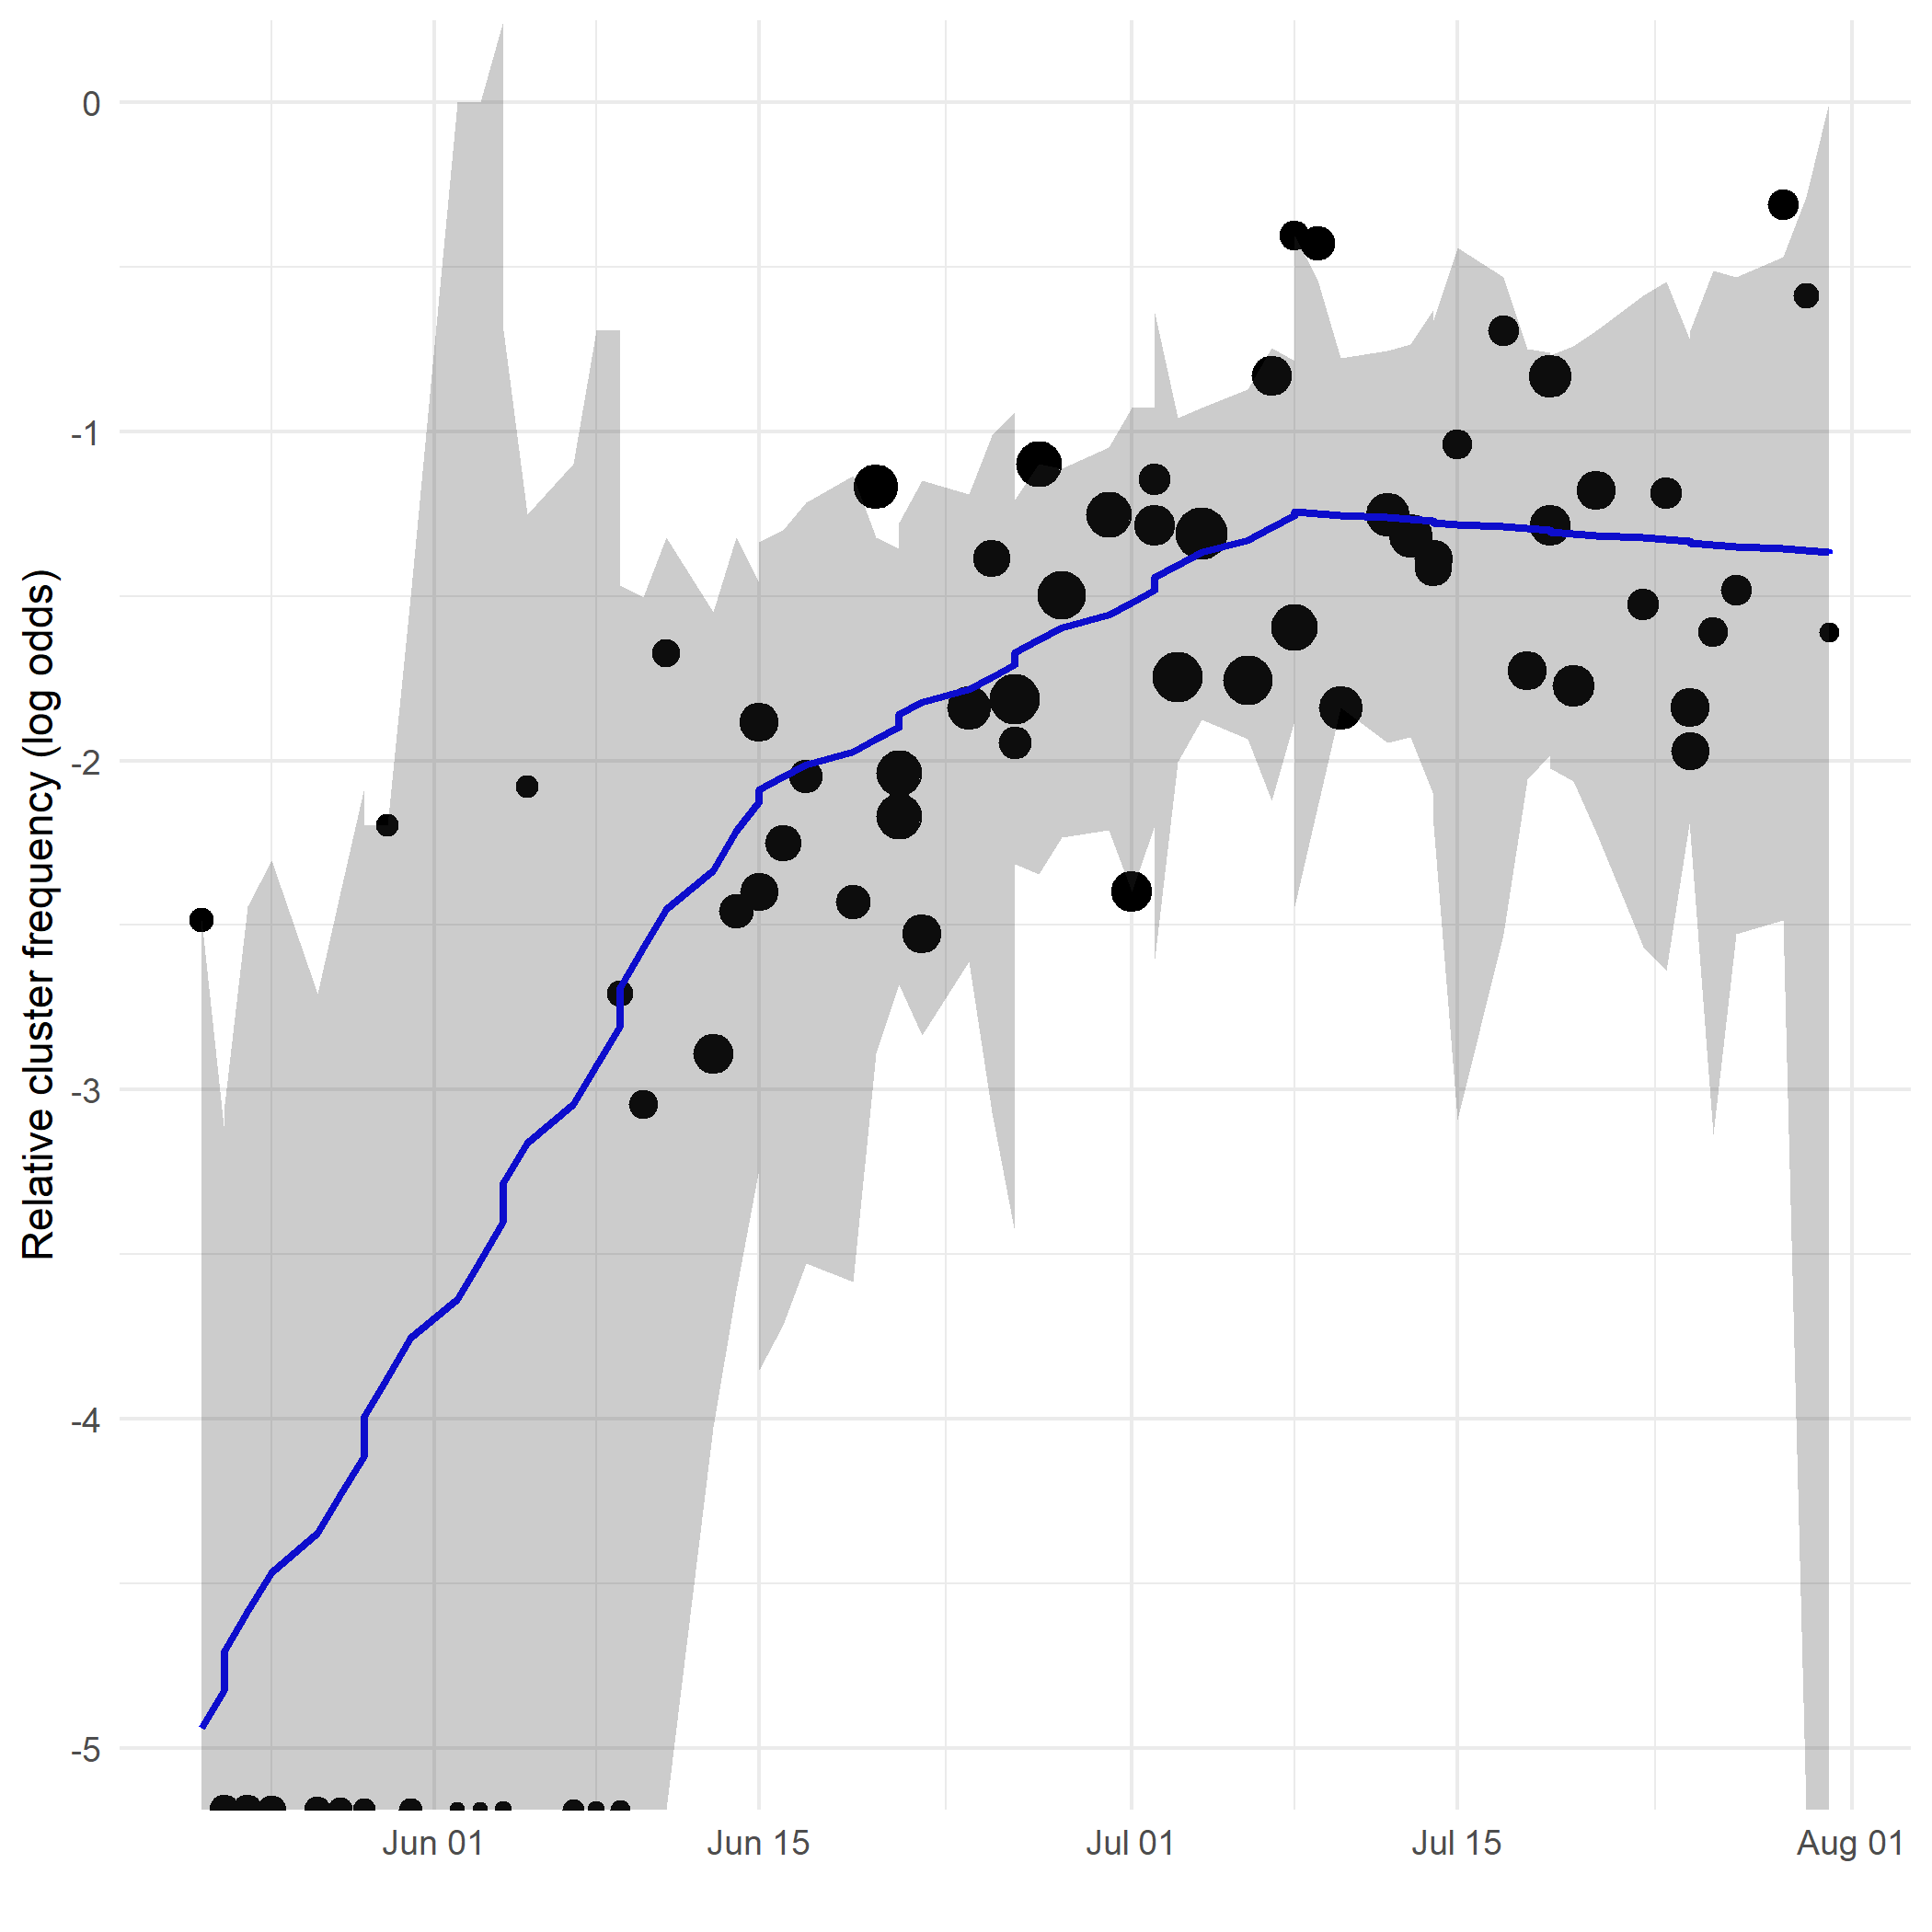 Relative cluster frequency (log odds)
0
-1
-2
-3
-4
-5
Jun 01
Jun 15
Jul 01
Jul 15
Aug 01